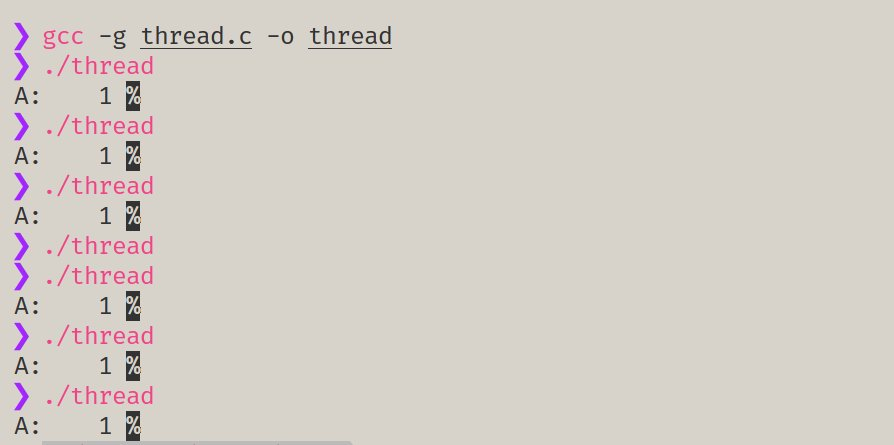 ❯ gcc -g thread.c -o thread
❯ ./thread
A:    1 %
❯ ./thread
A:    1 %
❯ ./thread
A:    1 %
❯ ./thread
❯ ./thread
A:    1 %
❯ ./thread
A:    1 %
❯ ./thread
A:    1 %